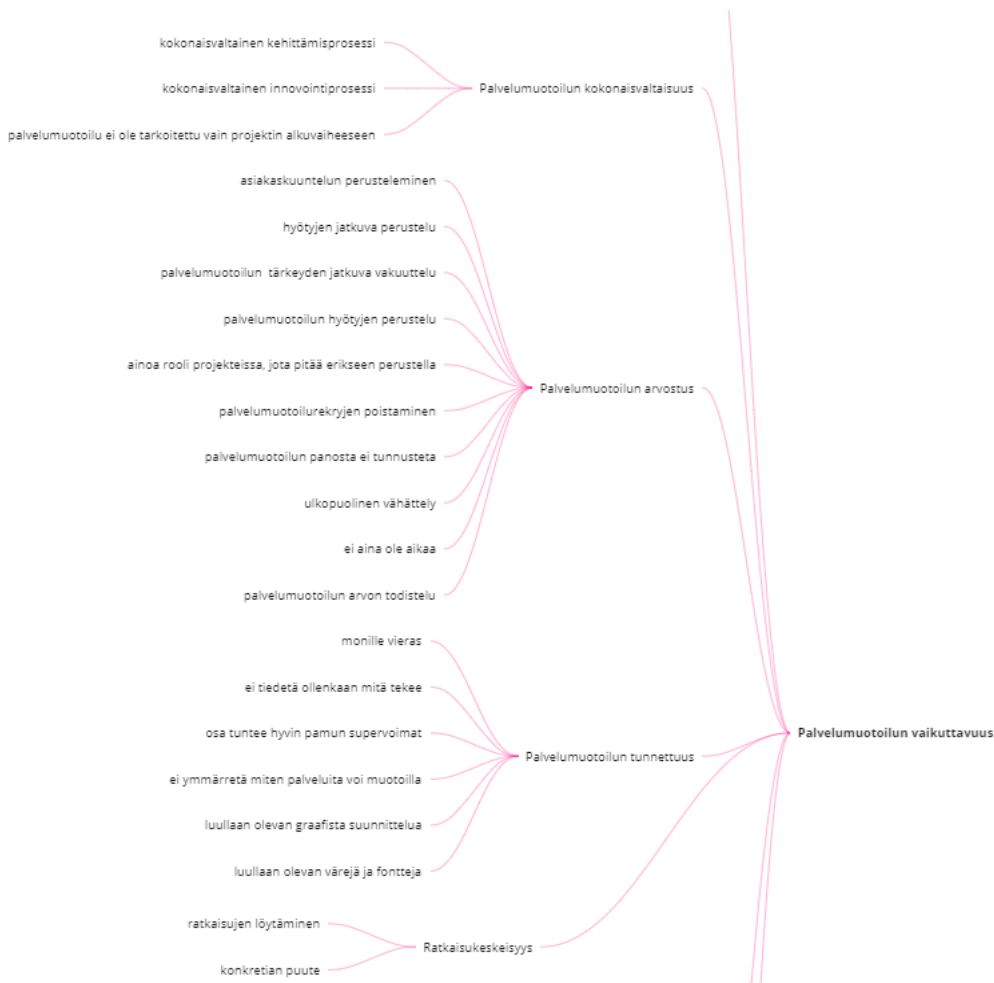 kokonaisvaltainen kehittämisprosessi
kokonaisvaltainen innovointiprosessi
Palvelumuotoilun kokonaisvaltaisuus
palvelumuotoilu ei ole tarkoitettu vain projektin alkuvaiheeseen
asiakaskuuntelun perusteleminen
hyötyjen jatkuva perustelu
palvelumuotoilun  tärkeyden jatkuva vakuuttelu
palvelumuotoilun hyötyjen perustelu
ainoa rooli projekteissa, jota pitää erikseen perustella
Palvelumuotoilun arvostus
palvelumuotoilurekryjen poistaminen
palvelumuotoilun panosta ei tunnusteta
ulkopuolinen vähättely
ei aina ole aikaa
palvelumuotoilun arvon todistelu
monille vieras
ei tiedetä ollenkaan mitä tekee
osa tuntee hyvin pamun supervoimat
Palvelumuotoilun vaikuttavuus
Palvelumuotoilun tunnettuus
ei ymmärretä miten palveluita voi muotoilla
luullaan olevan graafista suunnittelua
luullaan olevan värejä ja fontteja
ratkaisujen löytäminen
Ratkaisukeskeisyys
konkretian puute